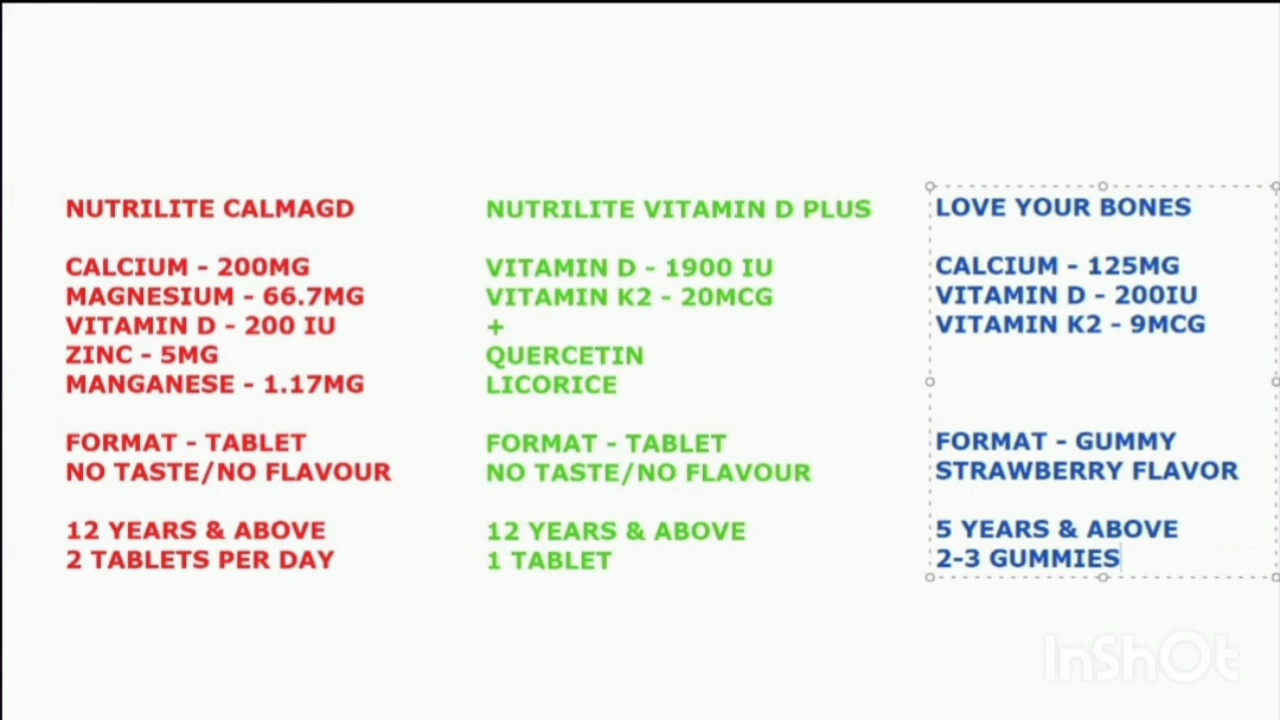 NUTRILITE CALMAGD
CALCIUM - 200MG
MAGNESIUM - 66.7MG
VITAMIN D - 200 IU
ZINC - 5MG
MANGANESE - 1.17MG
FORMAT - TABLET
NO TASTE/NO FLAVOUR
12 YEARS & ABOVE
2 TABLETS PER DAY
NUTRILITE VITAMIN D PLUS
VITAMIN D - 1900 IU
VITAMIN K2 - 20MCG
+
QUERCETIN
LICORICE
FORMAT - TABLET
NO TASTE/NO FLAVOUR
12 YEARS & ABOVE
1 TABLET
LOVE YOUR BONES
CALCIUM - 125MG
VITAMIN D - 200IU
VITAMIN K2 - 9MCG
FORMAT - GUMMY
STRAWBERRY FLAVOR
5 YEARS & ABOVE
2-3 GUMMIES
InShOt